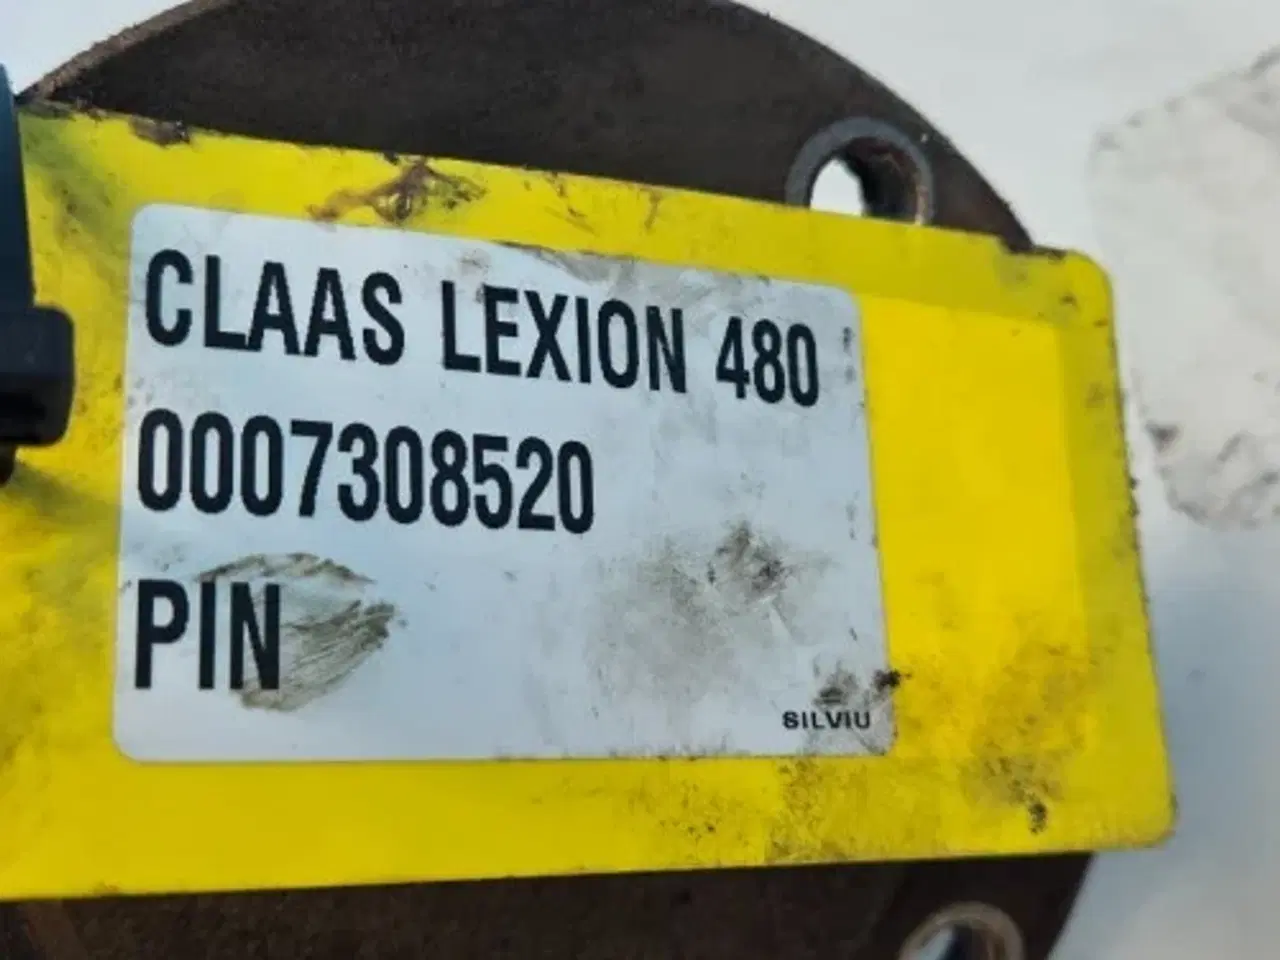 CLAAS LEXION 480
0007308520
PIN
SILVIU